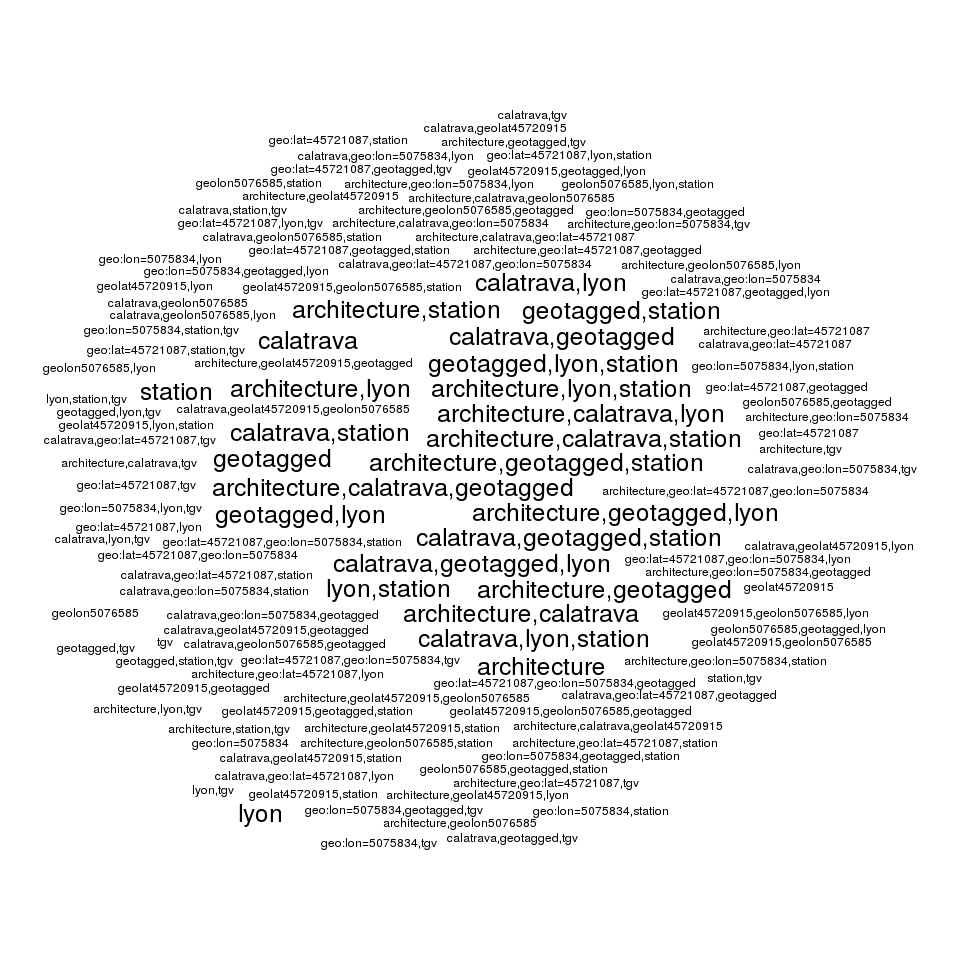 calatrava,tgv
calatrava,geolat45720915
geo:lat=45721087,station architecture,geotagged,tgv
calatrava,geo:lon=5075834,lyon geo:lat=45721087,lyon,station
geo:lat=45721087,geotagged,tgv geolat45720915,geotagged,lyon
geolon5076585,station architecture,geo:lon=5075834,lyon geolon5076585,lyon,station
architecture,geolat45720915 architecture,calatrava,geolon5076585
calatrava,station,tgv architecture,geolon5076585,geotagged geo:lon=5075834,geotagged
geo:lat=45721087,lyon,tgv architecture,calatrava,geo:lon=5075834 architecture,geo:lon=5075834,tgv
calatrava,geolon5076585,station architecture,calatrava,geo:lat=45721087
geo:lat=45721087,geotagged,station architecture,geo:lat=45721087,geotagged
geo:lon=5075834,lyon calatrava,geo:lat=45721087,geo:lon=5075834 architecture,geolon5076585,lyon
geo:lon=5075834,geotagged,lyon
geolat45720915,lyon geolat45720915,geolon5076585,station calatrava,lyon calatrava,geo:lon=5075834
geo:lat=45721087,geotagged,lyon
calatrava,geolon5076585
calatrava,geolon5076585,lyon architecture,station geotagged,station
geo:lon=5075834,station,tgv calatrava calatrava,geotagged architecture,geo:lat=45721087
calatrava,geo:lat=45721087
geo:lat=45721087,station,tgv
geolon5076585,lyon architecture,geolat45720915,geotagged geotagged,lyon,station geo:lon=5075834,lyon,station
station architecture,lyon architecture,lyon,station geo:lat=45721087,geotagged
lyon,station,tgv geolon5076585,geotagged
geotagged,lyon,tgv calatrava,geolat45720915,geolon5076585 architecture,calatrava,lyon architecture,geo:lon=5075834
geolat45720915,lyon,station
calatrava,geo:lat=45721087,tgv calatrava,station architecture,calatrava,station geo:lat=45721087
architecture,tgv
architecture,calatrava,tgv geotagged architecture,geotagged,station calatrava,geo:lon=5075834,tgv
geo:lat=45721087,tgv architecture,calatrava,geotagged architecture,geo:lat=45721087,geo:lon=5075834
geo:lon=5075834,lyon,tgv geotagged,lyon architecture,geotagged,lyon
geo:lat=45721087,lyon
calatrava,lyon,tgv geo:lat=45721087,geo:lon=5075834,station calatrava,geotagged,station calatrava,geolat45720915,lyon
geo:lat=45721087,geo:lon=5075834 calatrava,geotagged,lyon geo:lat=45721087,geo:lon=5075834,lyon
calatrava,geo:lat=45721087,station architecture,geo:lon=5075834,geotagged
calatrava,geo:lon=5075834,station lyon,station architecture,geotagged geolat45720915
geolon5076585 calatrava,geo:lon=5075834,geotagged architecture,calatrava geolat45720915,geolon5076585,lyon
calatrava,geolat45720915,geotagged geolon5076585,geotagged,lyon
geotagged,tgv tgv calatrava,geolon5076585,geotagged calatrava,lyon,station geolat45720915,geolon5076585
geotagged,station,tgv geo:lat=45721087,geo:lon=5075834,tgv architecture architecture,geo:lon=5075834,station
architecture,geo:lat=45721087,lyon station,tgv
geolat45720915,geotagged geo:lat=45721087,geo:lon=5075834,geotagged
architecture,geolat45720915,geolon5076585 calatrava,geo:lat=45721087,geotagged
architecture,lyon,tgv geolat45720915,geotagged,station geolat45720915,geolon5076585,geotagged
architecture,station,tgv architecture,geolat45720915,station architecture,calatrava,geolat45720915
geo:lon=5075834 architecture,geolon5076585,station architecture,geo:lat=45721087,station
calatrava,geolat45720915,station geo:lon=5075834,geotagged,station
calatrava,geo:lat=45721087,lyon geolon5076585,geotagged,station
architecture,geo:lat=45721087,tgv
lyon,tgv geolat45720915,station architecture,geolat45720915,lyon
lyon geo:lon=5075834,geotagged,tgv geo:lon=5075834,station
architecture,geolon5076585
geo:lon=5075834,tgv calatrava,geotagged,tgv